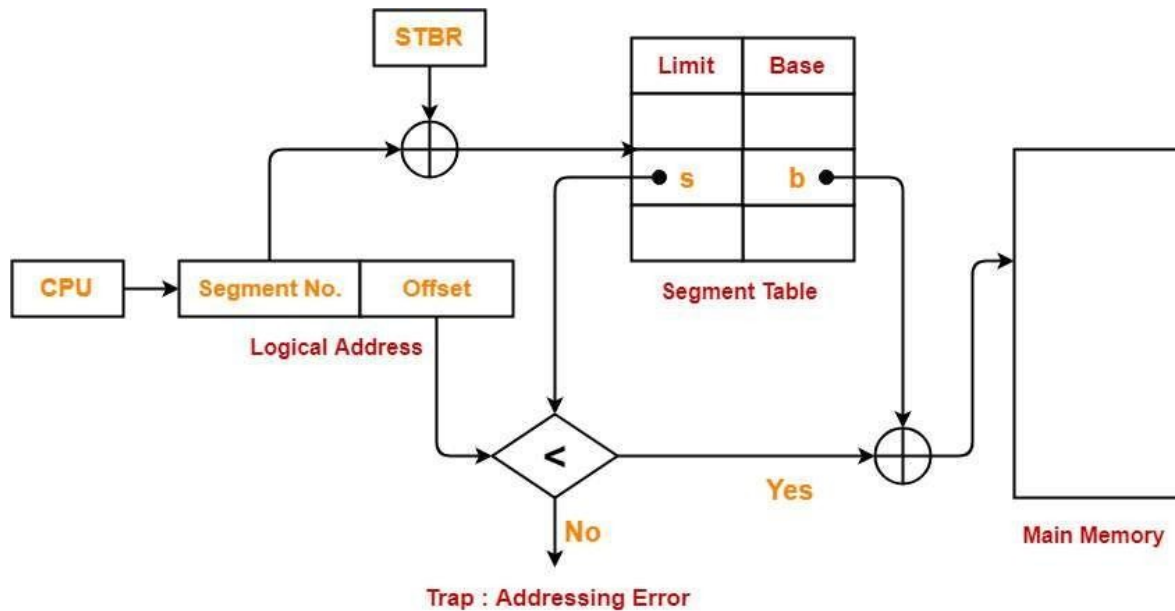 STBR
Limit Base
s b
CPU Segment No. Offset
Segment Table
Logical Address
<
Yes
No
Main Memory
Trap : Addressing Error